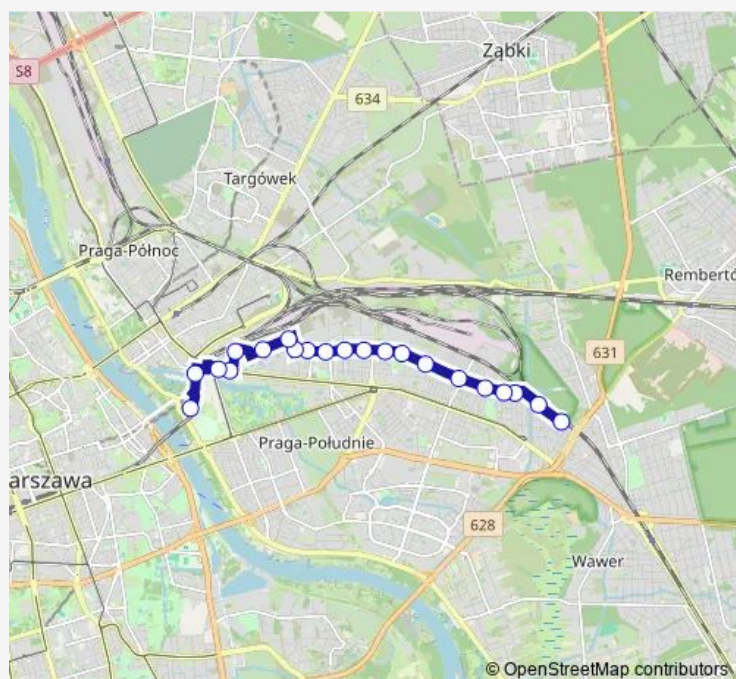 Ząbki
S8
634
Targówek
Praga-Północ
Rembertó
631
Praga-Południe
arszawa
628
Wawer
© OpenStreetMap contributors